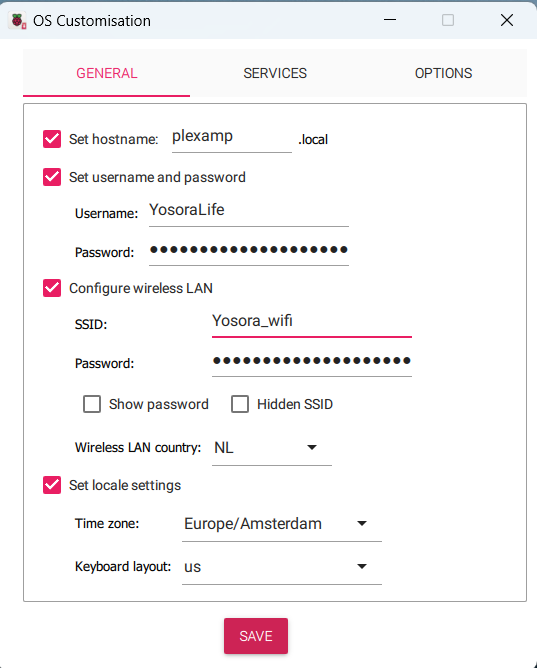 OS Customisation
GENERAL SERVICES OPTIONS
Set hostname: plexamp .local
Set username and password
Username: YosoraLife
Password: ••••••••••••••••••••
Configure wireless LAN
SSID: Yosora_wifi
Password: ••••••••••••••••••••
Show password Hidden SSID
Wireless LAN country: NL
Set locale settings
Time zone: Europe/Amsterdam
Keyboard layout: us
SAVE